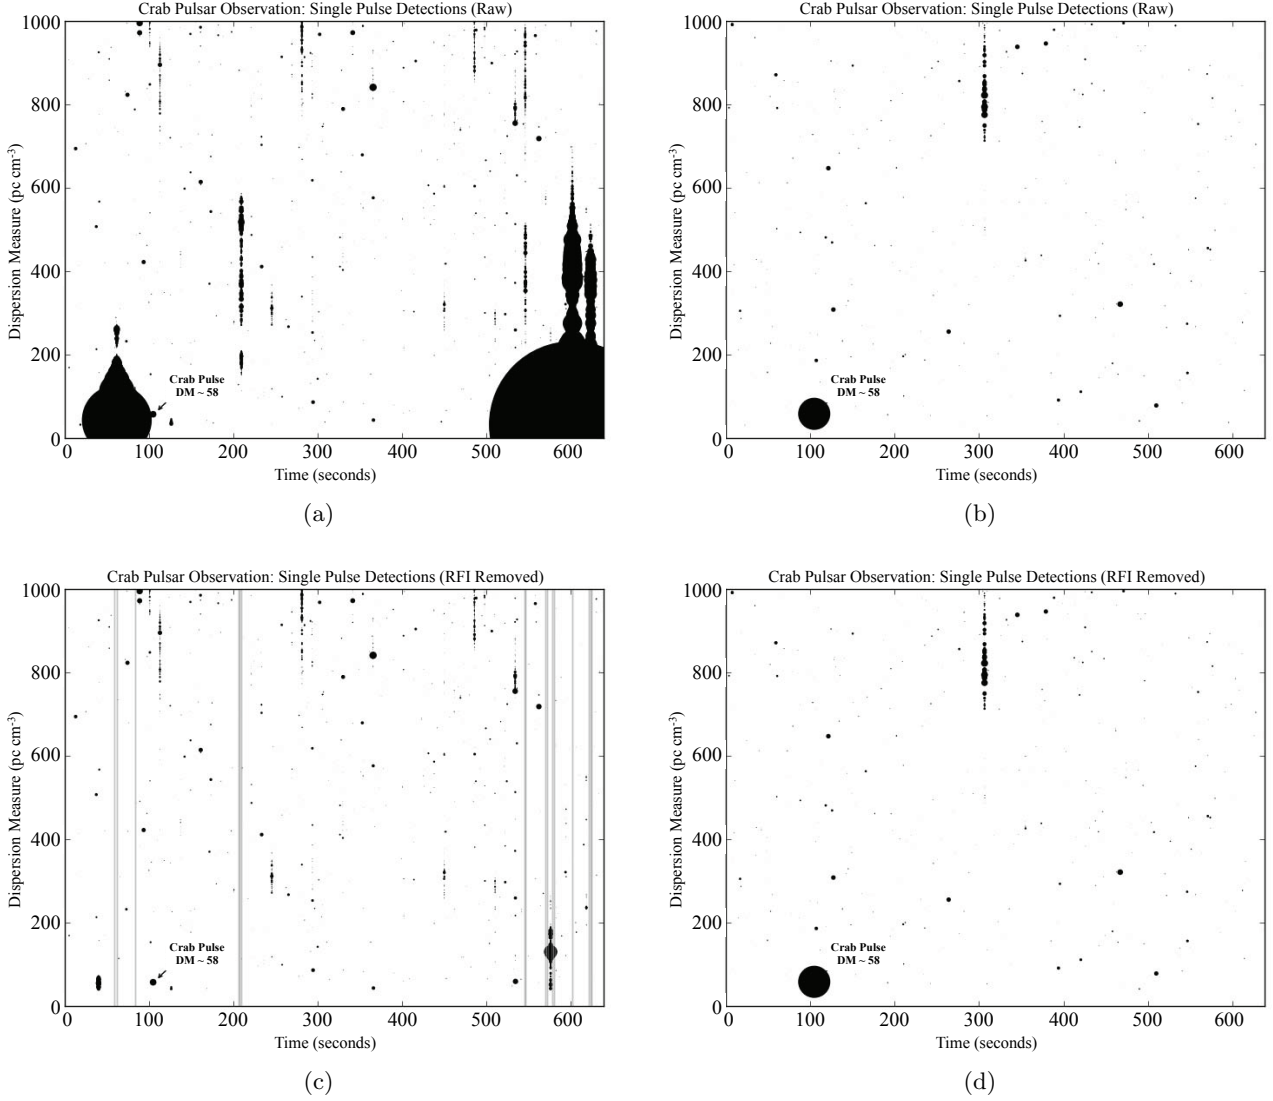 Crab Pulsar Observation: Single Pulse Detections (Raw)
1000
800
600
400
200
0
Dispersion Measure (pc cm-3)
Crab Pulse
DM ~ 58
0 100 200 300 400 500 600
Time (seconds)
(a)
Crab Pulsar Observation: Single Pulse Detections (Raw)
1000
800
600
400
200
0
Dispersion Measure (pc cm-3)
Crab Pulse
DM ~ 58
0 100 200 300 400 500 600
Time (seconds)
(b)
Crab Pulsar Observation: Single Pulse Detections (RFI Removed)
1000
800
600
400
200
0
Dispersion Measure (pc cm-3)
Crab Pulse
DM ~ 58
0 100 200 300 400 500 600
Time (seconds)
(c)
Crab Pulsar Observation: Single Pulse Detections (RFI Removed)
1000
800
600
400
200
0
Dispersion Measure (pc cm-3)
Crab Pulse
DM ~ 58
0 100 200 300 400 500 600
Time (seconds)
(d)